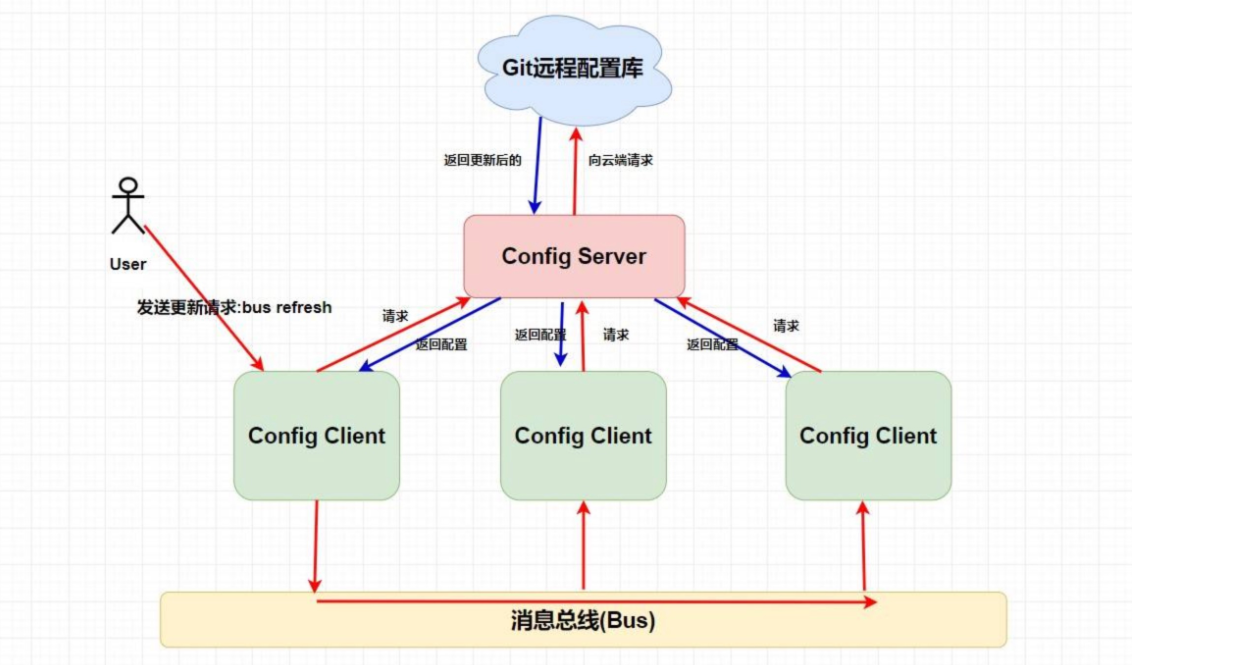 Git远程配置库
返回更新后的
向云端请求
Config Server
User
发送更新请求:bus refresh
请求
返回配置
返回配置
请求
返回配置
请求
Config Client
Config Client
Config Client
消息总线(Bus)